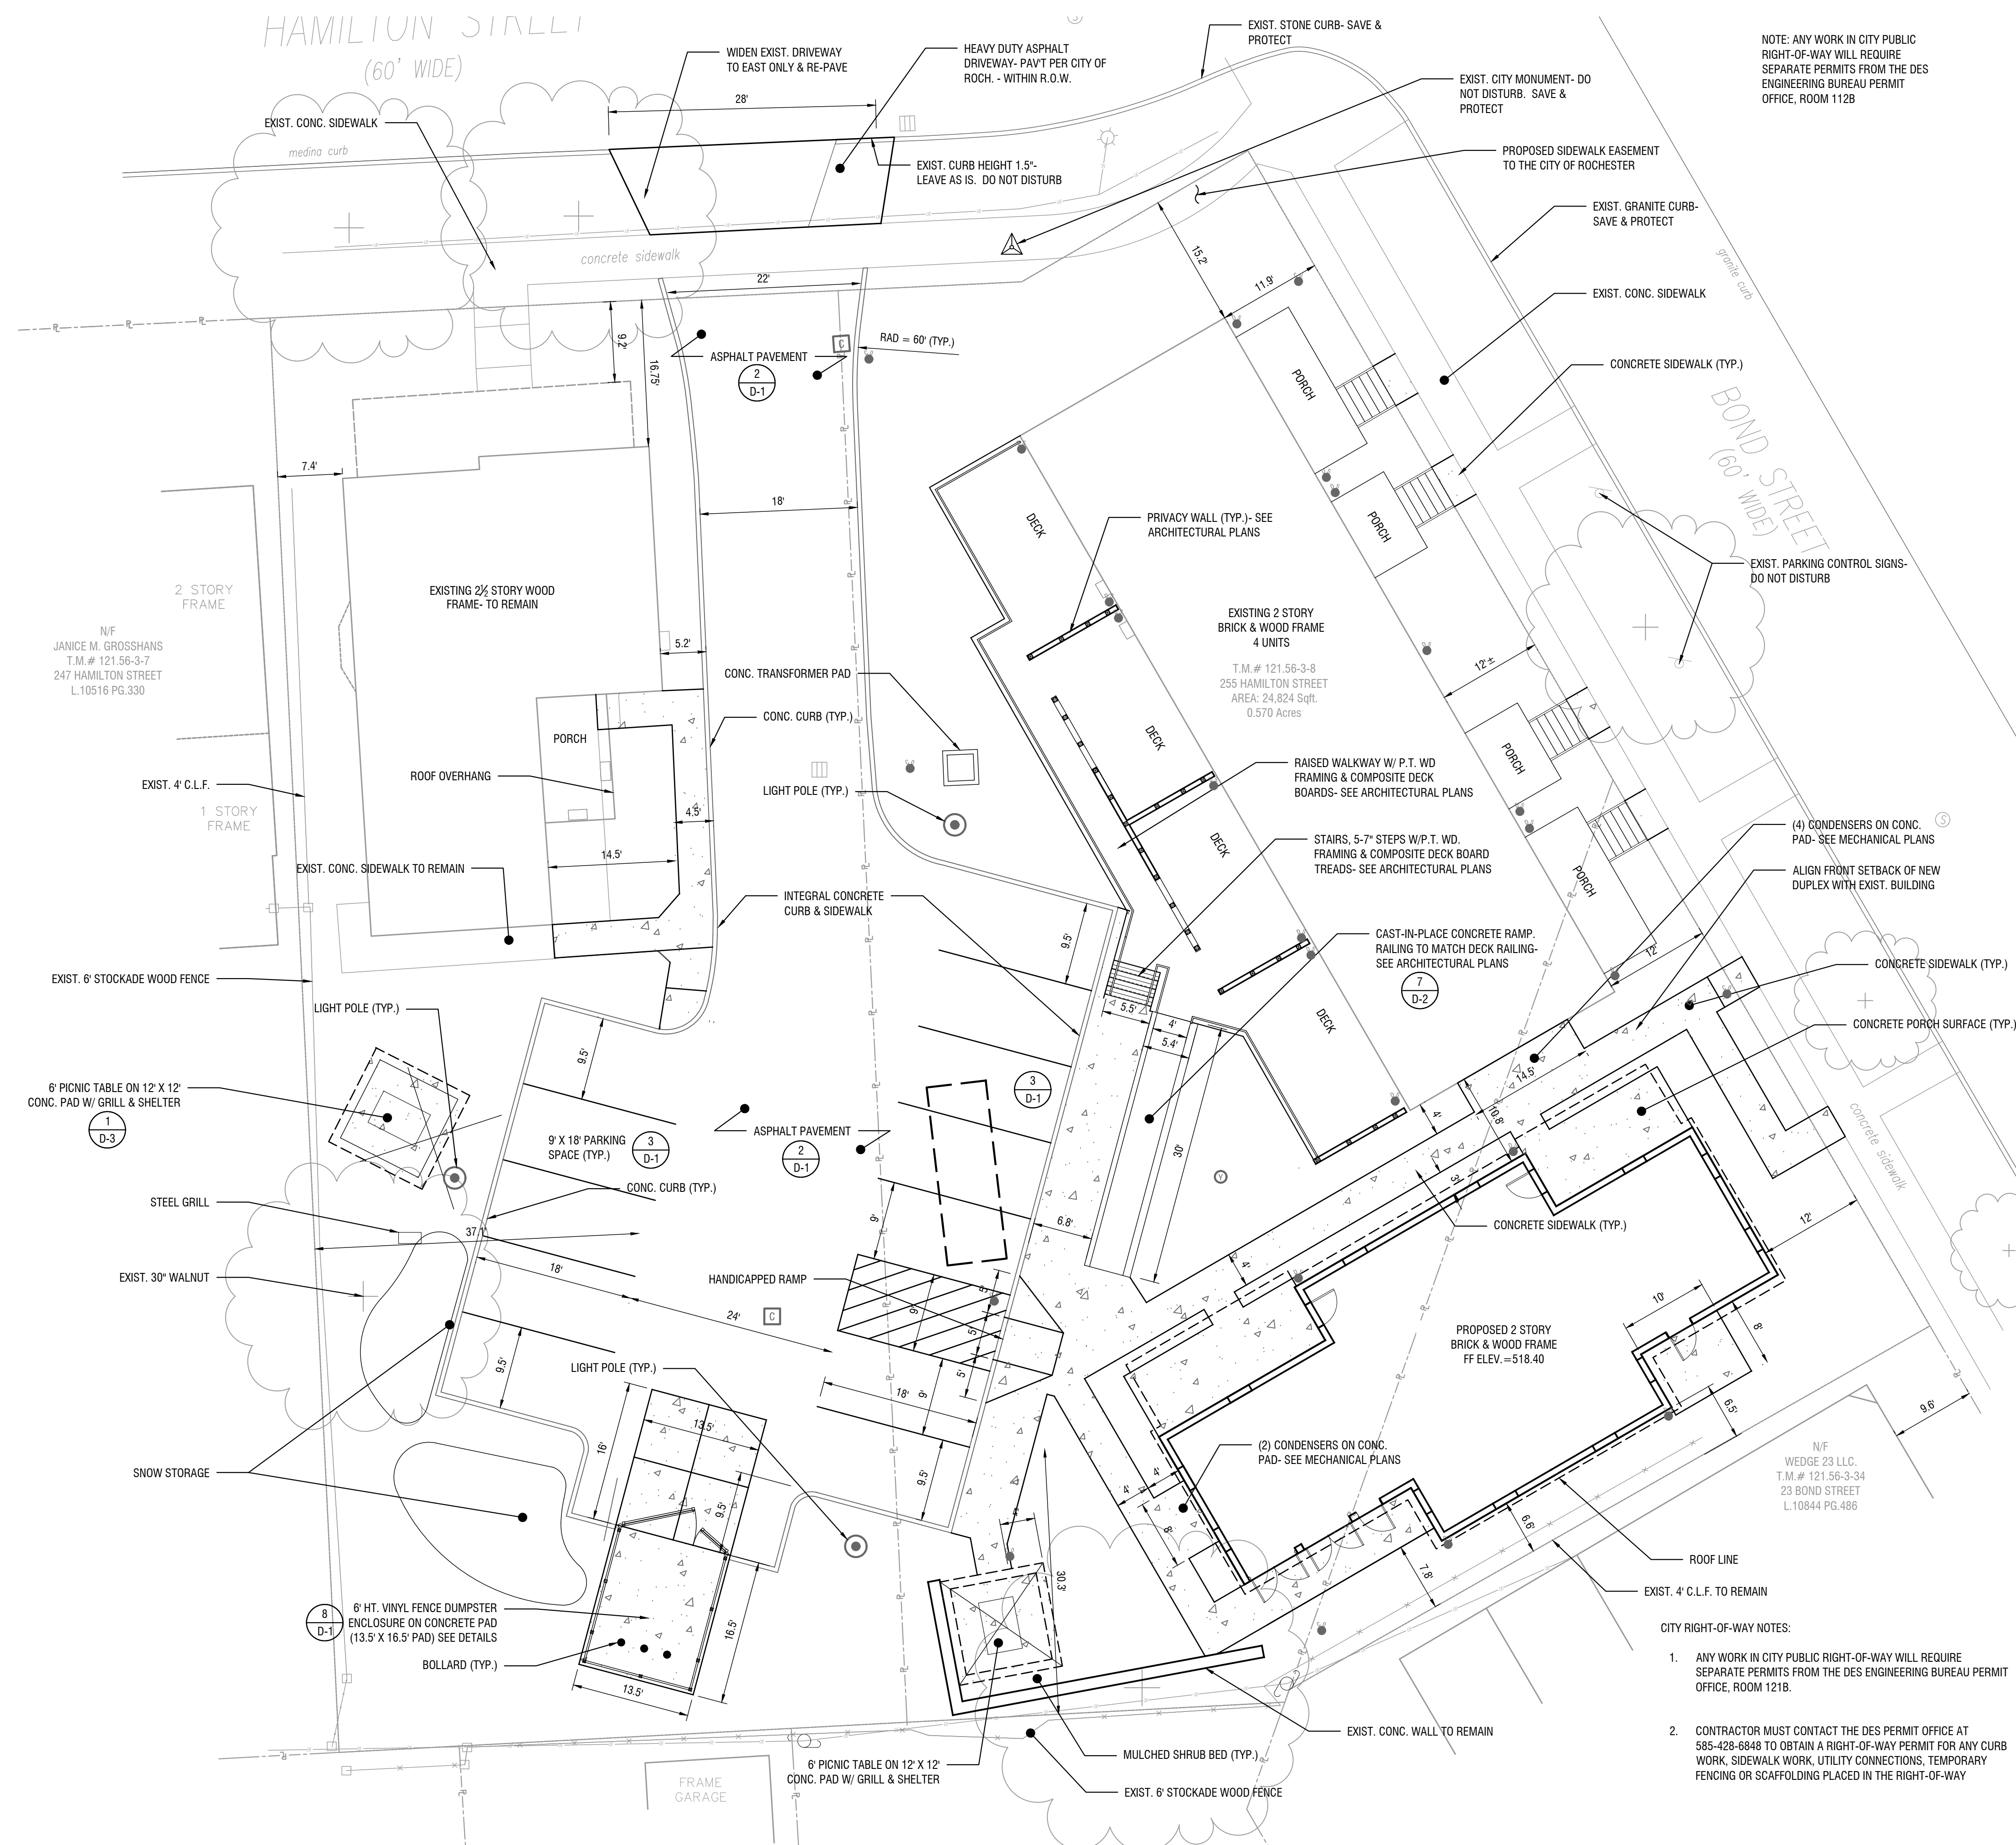 HAMILTON STREET
(60' WIDE)
WIDEN EXIST. DRIVEWAY
TO EAST ONLY & RE-PAVE
HEAVY DUTY ASPHALT
DRIVEWAY- PAV'T PER CITY OF
ROCH. - WITHIN R.O.W.
EXIST. STONE CURB- SAVE &
PROTECT
EXIST. CITY MONUMENT- DO
NOT DISTURB. SAVE &
PROTECT
NOTE: ANY WORK IN CITY PUBLIC
RIGHT-OF-WAY WILL REQUIRE
SEPARATE PERMITS FROM THE DES
ENGINEERING BUREAU PERMIT
OFFICE, ROOM 112B
28'
EXIST. CONC. SIDEWALK
medina curb
EXIST. CURB HEIGHT 1.5"-
LEAVE AS IS. DO NOT DISTURB
PROPOSED SIDEWALK EASEMENT
TO THE CITY OF ROCHESTER
EXIST. GRANITE CURB-
SAVE & PROTECT
granite curb
concrete sidewalk
22'
15.2'
11.9'
EXIST. CONC. SIDEWALK
9.2'
16.75'
ASPHALT PAVEMENT
2
D-1
C
RAD = 60' (TYP.)
PORCH
CONCRETE SIDEWALK (TYP.)
BOND STREET
(60' WIDE)
7.4'
18'
DECK
PRIVACY WALL (TYP.)- SEE
ARCHITECTURAL PLANS
PORCH
EXIST. PARKING CONTROL SIGNS-
DO NOT DISTURB
2 STORY
FRAME
EXISTING 2½ STORY WOOD
FRAME- TO REMAIN
N/F
JANICE M. GROSSHANS
T.M.# 121.56-3-7
247 HAMILTON STREET
L.10516 PG.330
5.2'
EXISTING 2 STORY
BRICK & WOOD FRAME
4 UNITS
T.M.# 121.56-3-8
255 HAMILTON STREET
AREA: 24,824 Sqft.
0.570 Acres
12'±
CONC. TRANSFORMER PAD
CONC. CURB (TYP.)
PORCH
DECK
PORCH
ROOF OVERHANG
EXIST. 4' C.L.F.
1 STORY
FRAME
LIGHT POLE (TYP.)
RAISED WALKWAY W/ P.T. WD
FRAMING & COMPOSITE DECK
BOARDS- SEE ARCHITECTURAL PLANS
4.5'
14.5'
DECK
STAIRS, 5-7" STEPS W/P.T. WD.
FRAMING & COMPOSITE DECK BOARD
TREADS- SEE ARCHITECTURAL PLANS
(4) CONDENSERS ON CONC.
PAD- SEE MECHANICAL PLANS
S
EXIST. CONC. SIDEWALK TO REMAIN
PORCH
ALIGN FRONT SETBACK OF NEW
DUPLEX WITH EXIST. BUILDING
INTEGRAL CONCRETE
CURB & SIDEWALK
9.5'
CAST-IN-PLACE CONCRETE RAMP.
RAILING TO MATCH DECK RAILING-
SEE ARCHITECTURAL PLANS
7
D-2
12'
CONCRETE SIDEWALK (TYP.)
EXIST. 6' STOCKADE WOOD FENCE
LIGHT POLE (TYP.)
5.5'
4'
5.4'
DECK
CONCRETE PORCH SURFACE (TYP.)
9.5'
6' PICNIC TABLE ON 12' X 12'
CONC. PAD W/ GRILL & SHELTER
1
D-3
9' X 18' PARKING
SPACE (TYP.)
3
D-1
ASPHALT PAVEMENT
2
D-1
3
D-1
14.5'
10.8'
4'
3'
30'
Y
concrete sidewalk
STEEL GRILL
CONC. CURB (TYP.)
37.1'
9'
6.8'
CONCRETE SIDEWALK (TYP.)
12'
EXIST. 30" WALNUT
18'
24'
HANDICAPPED RAMP
C
9'
8'
5'
5'
4'
10'
8'
PROPOSED 2 STORY
BRICK & WOOD FRAME
FF ELEV.=518.40
9.5'
LIGHT POLE (TYP.)
18'
9'
9.5'
6.5'
9.6'
16'
13.5'
9.5'
SNOW STORAGE
(2) CONDENSERS ON CONC.
PAD- SEE MECHANICAL PLANS
4'
4'
8'
4'
N/F
WEDGE 23 LLC.
T.M.# 121.56-3-34
23 BOND STREET
L.10844 PG.486
6.6'
7.8'
ROOF LINE
EXIST. 4' C.L.F. TO REMAIN
8
D-1
6' HT. VINYL FENCE DUMPSTER
ENCLOSURE ON CONCRETE PAD
(13.5' X 16.5' PAD) SEE DETAILS
BOLLARD (TYP.)
16.5'
13.5'
30.3'
CITY RIGHT-OF-WAY NOTES:
1. ANY WORK IN CITY PUBLIC RIGHT-OF-WAY WILL REQUIRE
SEPARATE PERMITS FROM THE DES ENGINEERING BUREAU PERMIT
OFFICE, ROOM 121B.
2. CONTRACTOR MUST CONTACT THE DES PERMIT OFFICE AT
585-428-6848 TO OBTAIN A RIGHT-OF-WAY PERMIT FOR ANY CURB
WORK, SIDEWALK WORK, UTILITY CONNECTIONS, TEMPORARY
FENCING OR SCAFFOLDING PLACED IN THE RIGHT-OF-WAY
EXIST. CONC. WALL TO REMAIN
MULCHED SHRUB BED (TYP.)
6' PICNIC TABLE ON 12' X 12'
CONC. PAD W/ GRILL & SHELTER
EXIST. 6' STOCKADE WOOD FENCE
FRAME
GARAGE